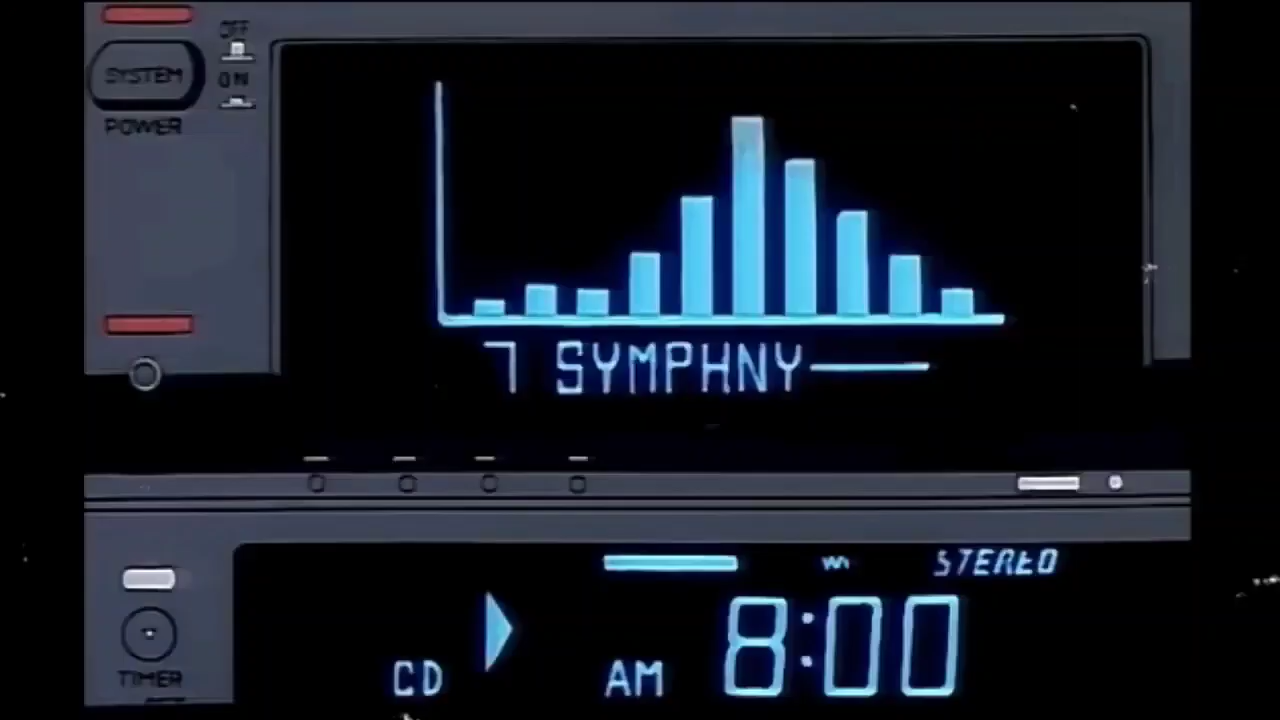 OFF
SYSTEM
ON
POWER
7 SYMPHNY
STEREO
CD AM 8:00
TIMER